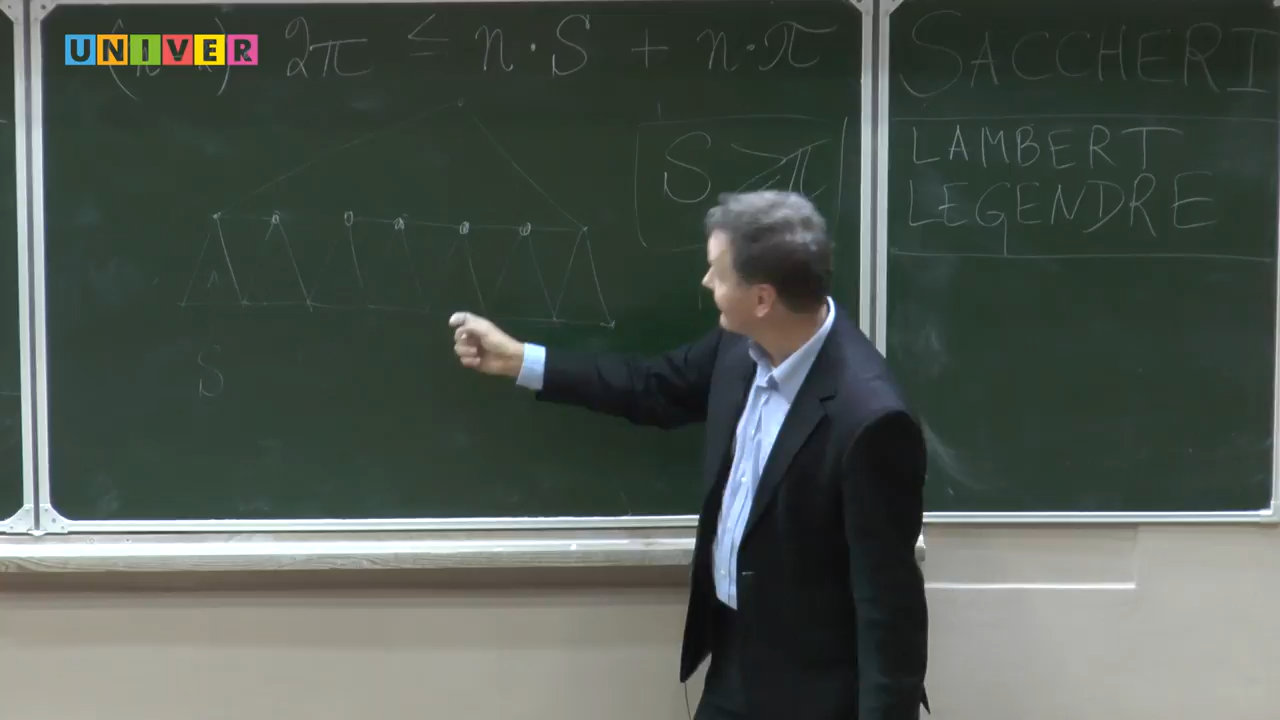 UNIVER
2π ≤ n·S + n·π
S ≥ π
S
SACCHERI
LAMBERT
LEGENDRE